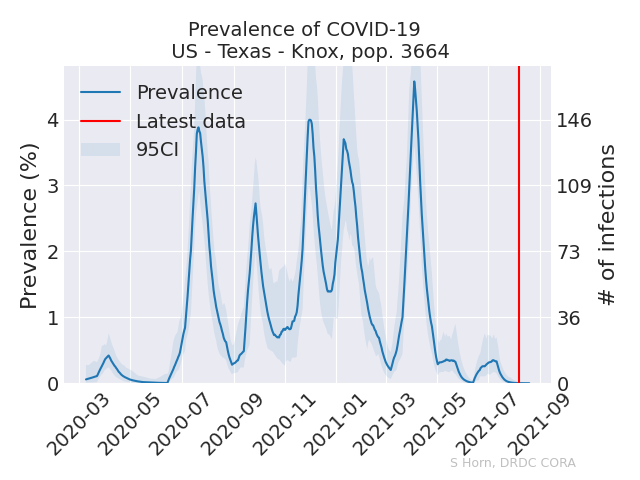 Prevalence of COVID-19
US - Texas - Knox, pop. 3664
Prevalence
Latest data
95CI
Prevalence (%)
4
3
2
1
0
146
109
73
36
0
# of infections
2020-03
2020-05
2020-07
2020-09
2020-11
2021-01
2021-03
2021-05
2021-07
2021-09
S Horn, DRDC CORA